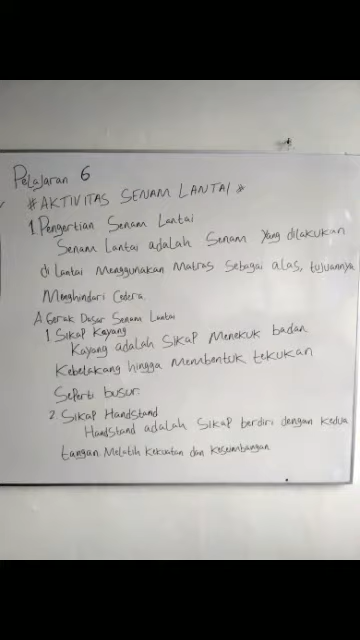 Pelajaran 6
# AKTIVITAS SENAM LANTAI #
1. Pengertian Senam Lantai
Senam Lantai adalah Senam Yang dilakukan
di Lantai Menggunakan Matras Sebagai alas, tujuannya
Menghindari Cedera.
A. Gerak Dasar Senam Lantai
1. Sikap Kayang
Kayang adalah Sikap Menekuk badan
Kebelakang hingga Membentuk tekukan
Seperti busur.
2. Sikap Handstand
Handstand adalah Sikap berdiri dengan kedua
tangan. Melatih kekuatan dan keseimbangan